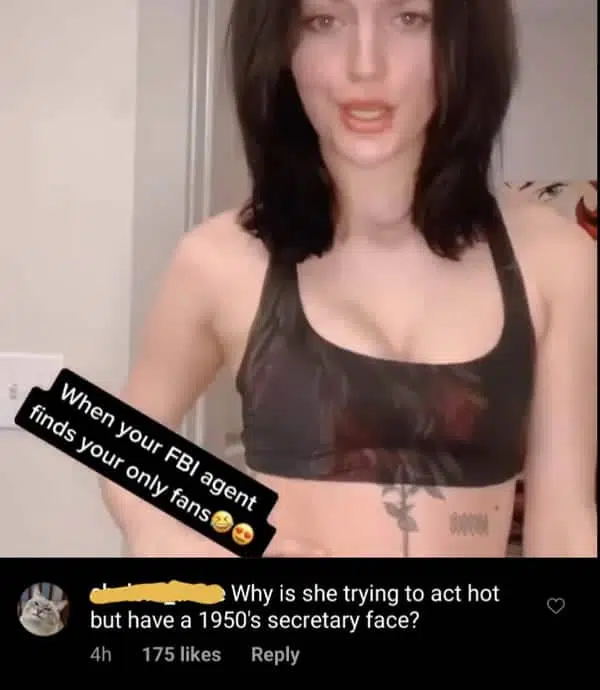 When your FBI agent
finds your only fans😂😍
Why is she trying to act hot
but have a 1950's secretary face?
4h 175 likes Reply